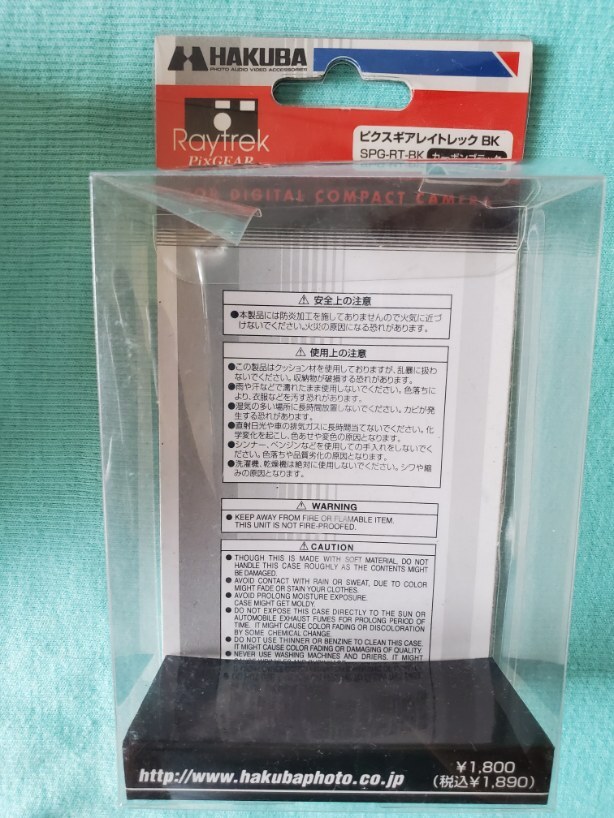 HAKUBA
PHOTO AUDIO VIDEO ACCESSORIES
Raytrek
PixGEAR
ピクスギアレイトレック BK
SPG-RT-BK カーボンブラック
FOR DIGITAL COMPACT CAMERA
⚠ 安全上の注意
●本製品には防炎加工を施してありませんので火気に近づ
けないでください。火災の原因になる恐れがあります。
⚠ 使用上の注意
●この製品はクッション材を使用しておりますが、乱暴に扱わ
ないでください。収納物が破損する恐れがあります。
●雨や汗などで濡れたまま使用しないでください。色落ちに
より、衣服などを汚す恐れがあります。
●湿気の多い場所に長時間放置しないでください。カビが発
生する恐れがあります。
●直射日光や車の排気ガスに長時間当てないでください。化
学変化を起こし、色あせや変色の原因となります。
●シンナー、ベンジンなどを使用しての手入れをしないでく
ださい。色落ちや品質劣化の原因となります。
●洗濯機、乾燥機は絶対に使用しないでください。シワや縮
みの原因となります。
⚠ WARNING
● KEEP AWAY FROM FIRE OR FLAMABLE ITEM.
THIS UNIT IS NOT FIRE-PROOFED.
⚠ CAUTION
● THOUGH THIS IS MADE WITH SOFT MATERIAL, DO NOT
HANDLE THIS CASE ROUGHLY AS THE CONTENTS MIGHT
BE DAMAGED.
● AVOID CONTACT WITH RAIN OR SWEAT, DUE TO COLOR
MIGHT FADE OR STAIN YOUR CLOTHES.
● AVOID PROLONG MOISTURE EXPOSURE.
CASE MIGHT GET MOLDY.
● DO NOT EXPOSE THIS CASE DIRECTLY TO THE SUN OR
AUTOMOBILE EXHAUST FUMES FOR PROLONG PERIOD OF
TIME. IT MIGHT CAUSE COLOR FADING OR DISCOLORATION
BY SOME CHEMICAL CHANGE.
● DO NOT USE THINNER OR BENZINE TO CLEAN THIS CASE.
IT MIGHT CAUSE COLOR FADING OR DAMAGING OF QUALITY.
● NEVER USE WASHING MACHINES AND DRIERS. IT MIGHT
http://www.hakubaphoto.co.jp
¥1,800
(税込¥1,890)